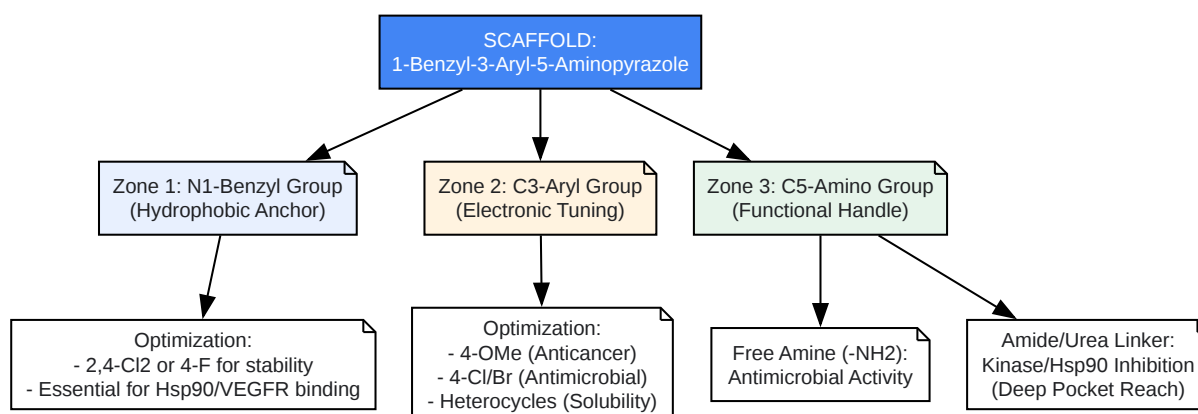 SCAFFOLD:
1-Benzyl-3-Aryl-5-Aminopyrazole
Zone 1: N1-Benzyl Group
(Hydrophobic Anchor)
Zone 2: C3-Aryl Group
(Electronic Tuning)
Zone 3: C5-Amino Group
(Functional Handle)
Optimization:
- 2,4-Cl2 or 4-F for stability
- Essential for Hsp90/VEGFR binding
Optimization:
- 4-OMe (Anticancer)
- 4-Cl/Br (Antimicrobial)
- Heterocycles (Solubility)
Free Amine (-NH2):
Antimicrobial Activity
Amide/Urea Linker:
Kinase/Hsp90 Inhibition
(Deep Pocket Reach)